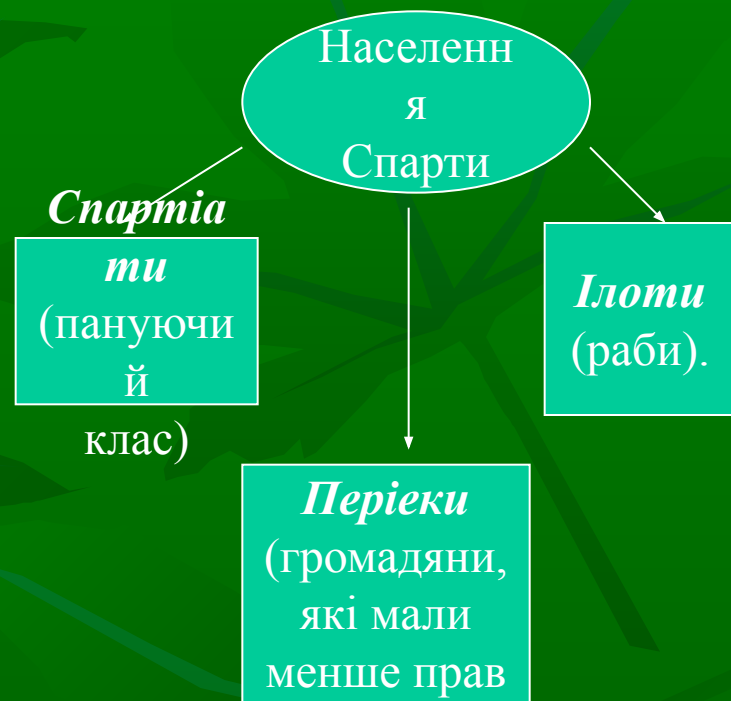 Населенн
я
Спарти
Спартіа
ти
(пануючи
й
клас)
Ілоти
(раби).
Періеки
(громадяни,
які мали
менше прав